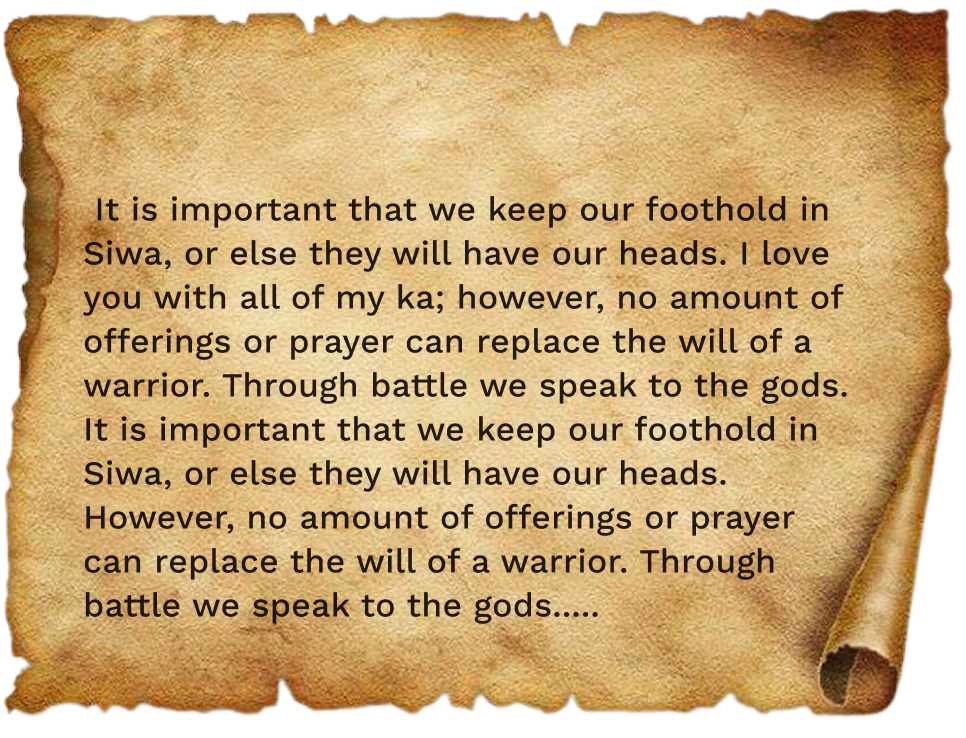 It is important that we keep our foothold in
Siwa, or else they will have our heads. I love
you with all of my ka; however, no amount of
offerings or prayer can replace the will of a
warrior. Through battle we speak to the gods.
It is important that we keep our foothold in
Siwa, or else they will have our heads.
However, no amount of offerings or prayer
can replace the will of a warrior. Through
battle we speak to the gods.....